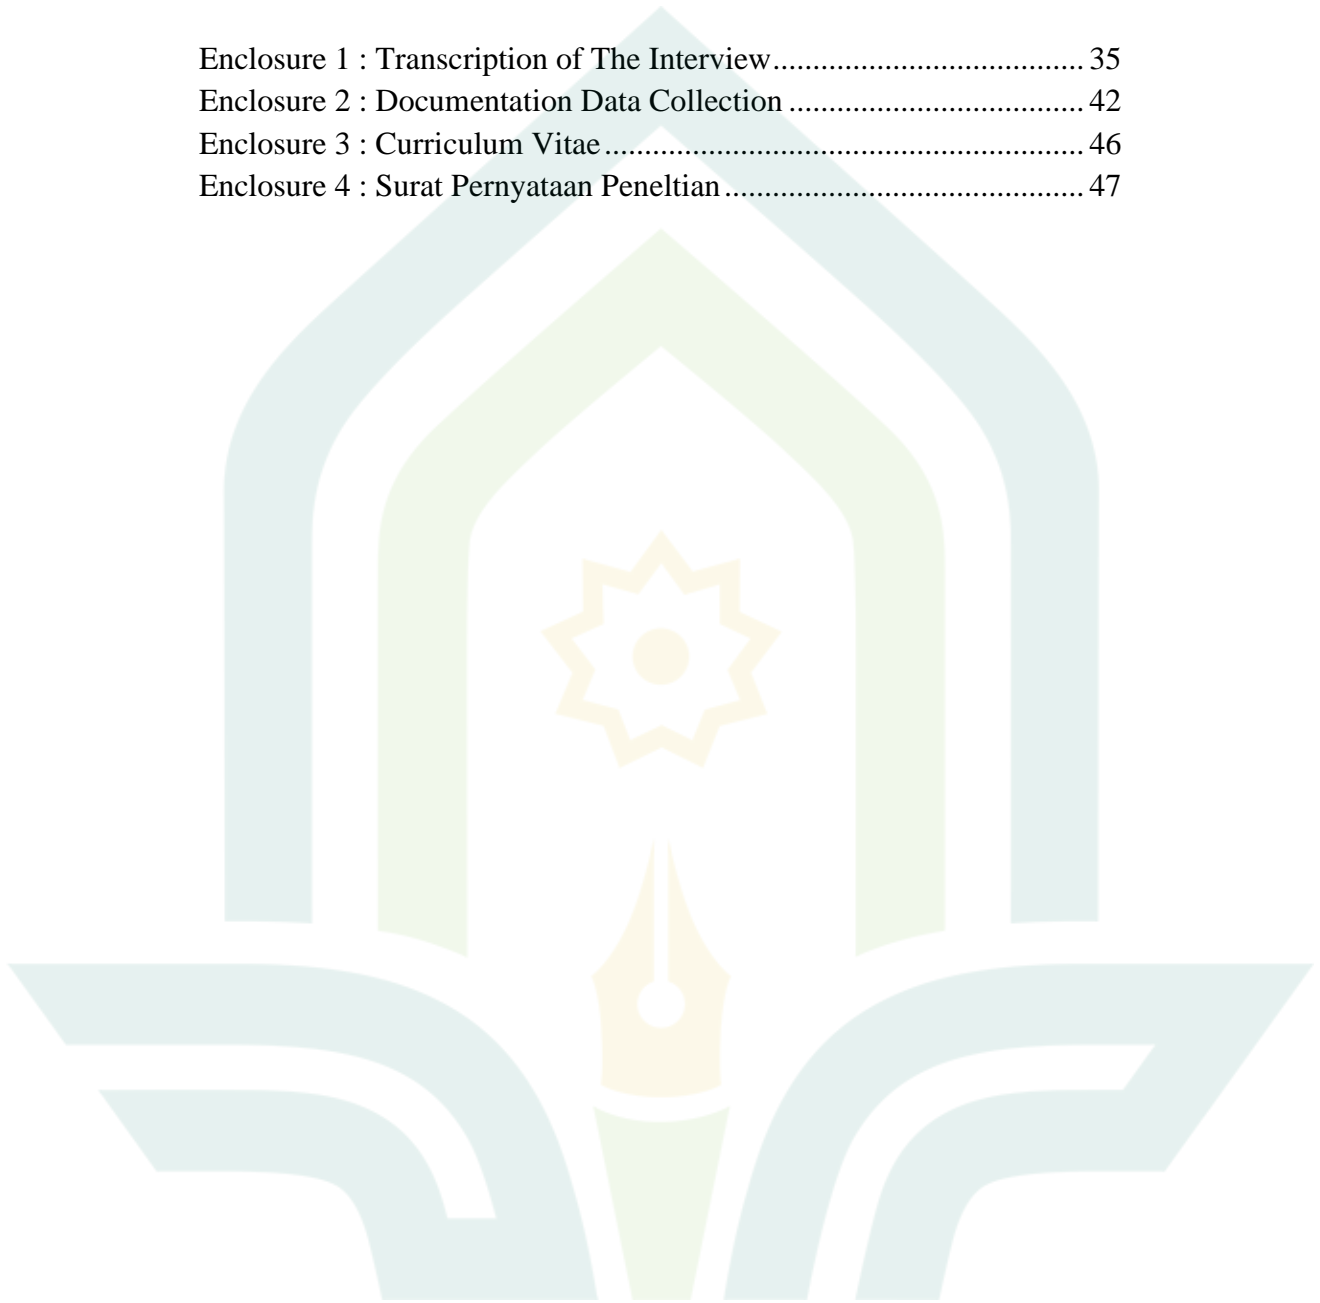 Enclosure 1 : Transcription of The Interview....................................... 35
Enclosure 2 : Documentation Data Collection ..................................... 42
Enclosure 3 : Curriculum Vitae............................................................ 46
Enclosure 4 : Surat Pernyataan Peneltian............................................. 47